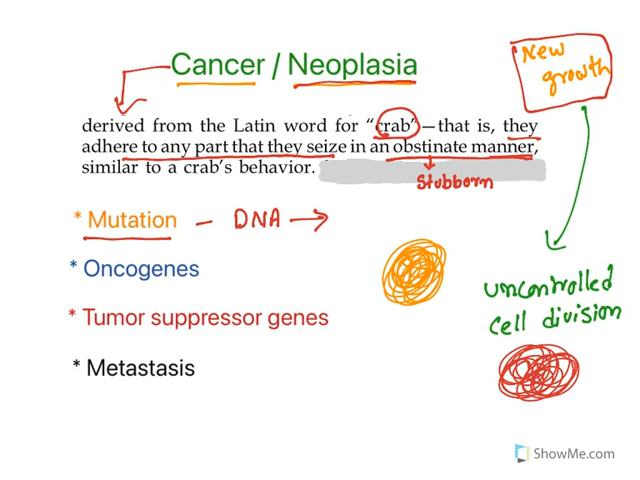 Cancer / Neoplasia
New
growth
derived from the Latin word for “crab”—that is, they
adhere to any part that they seize in an obstinate manner,
similar to a crab's behavior.
Stubborn
* Mutation – DNA →
* Oncogenes
uncontrolled
cell division
* Tumor suppressor genes
* Metastasis
ShowMe.com